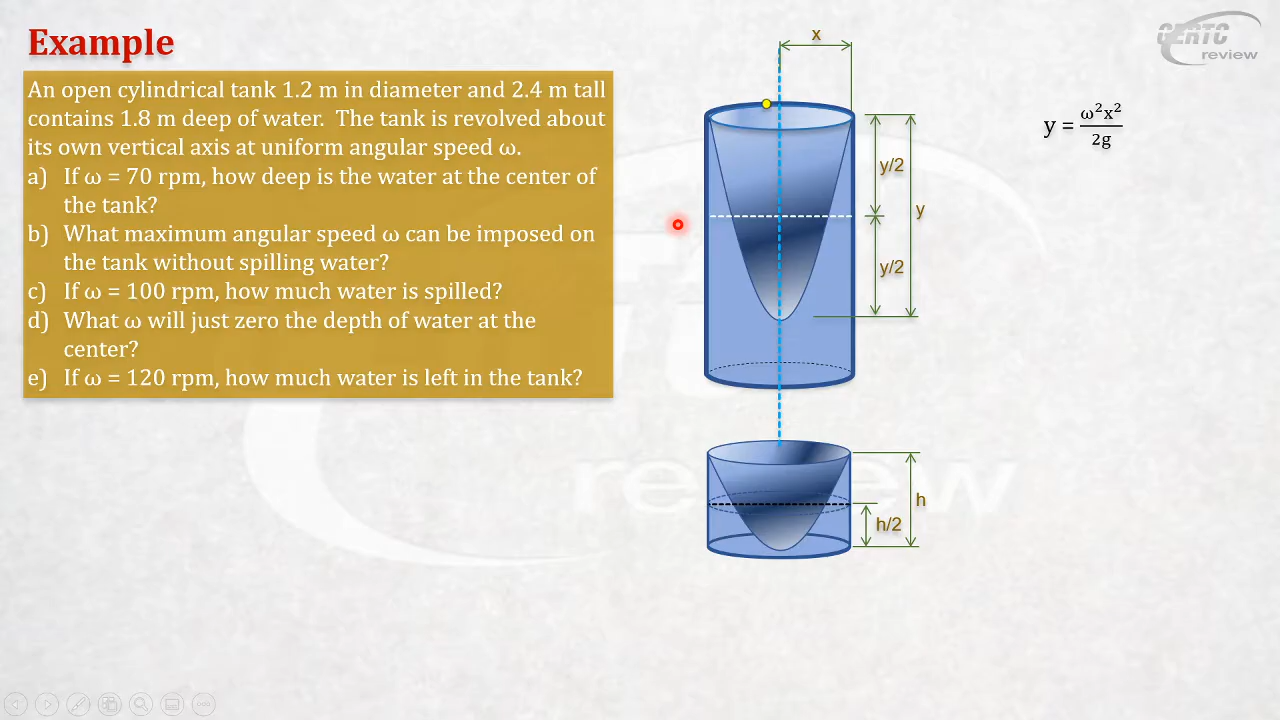 Example
CERTC
review
An open cylindrical tank 1.2 m in diameter and 2.4 m tall
contains 1.8 m deep of water. The tank is revolved about
its own vertical axis at uniform angular speed ω.
a) If ω = 70 rpm, how deep is the water at the center of
the tank?
b) What maximum angular speed ω can be imposed on
the tank without spilling water?
c) If ω = 100 rpm, how much water is spilled?
d) What ω will just zero the depth of water at the
center?
e) If ω = 120 rpm, how much water is left in the tank?
x
y/2
y
y/2
y = ω²x²
2g
h
h/2
review